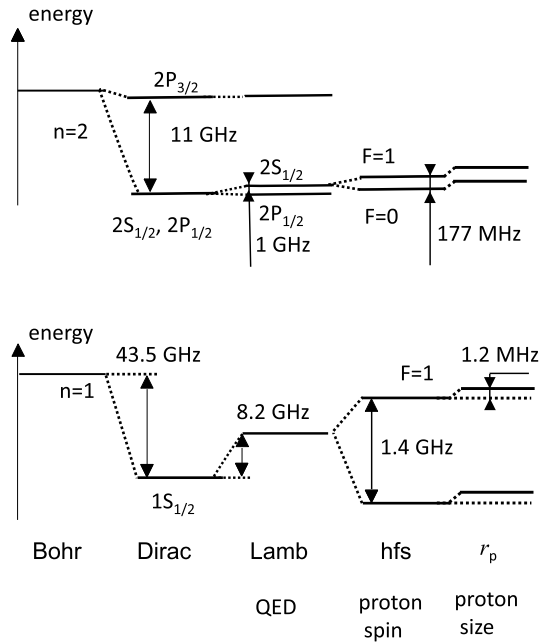 energy
2P3/2
n=2
11 GHz
2S1/2
F=1
2S1/2, 2P1/2
2P1/2
F=0
1 GHz
177 MHz
energy
43.5 GHz
1.2 MHz
n=1
F=1
8.2 GHz
1.4 GHz
1S1/2
Bohr Dirac Lamb hfs rp
QED proton spin proton size